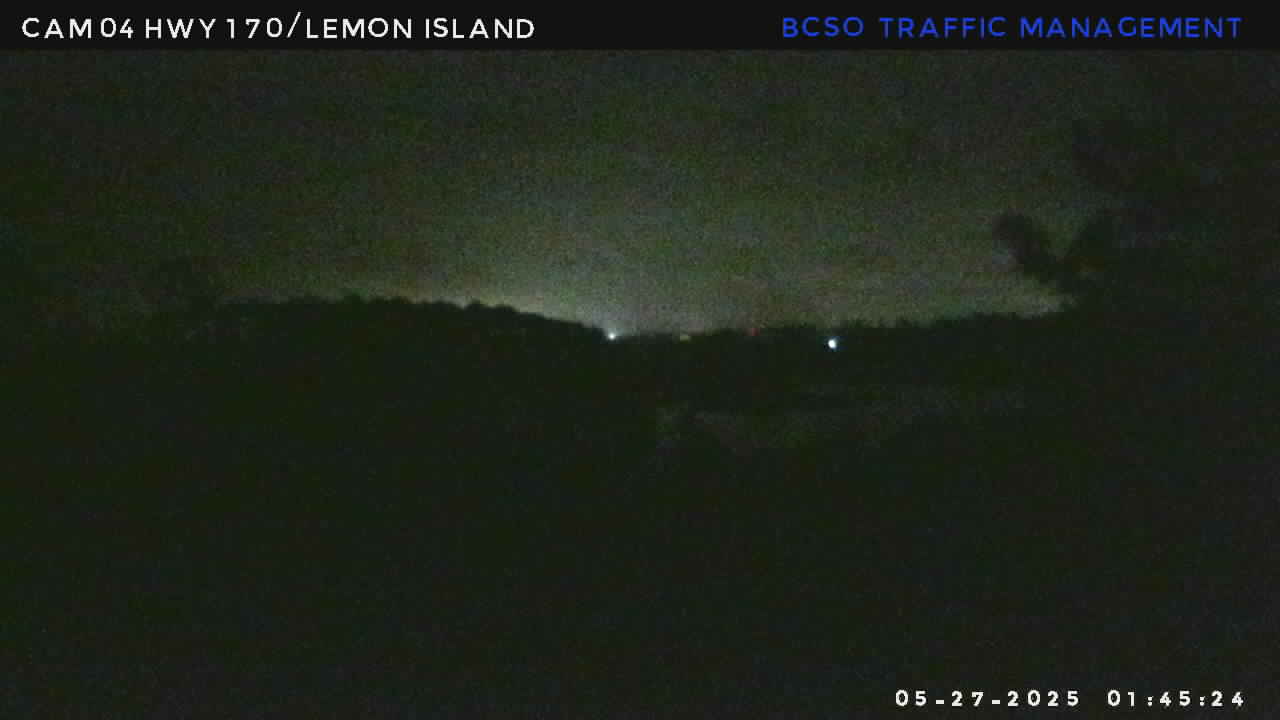 CAM04 HWY 170/LEMON ISLAND
BCSO TRAFFIC MANAGEMENT
05-27-2025 01:45:24